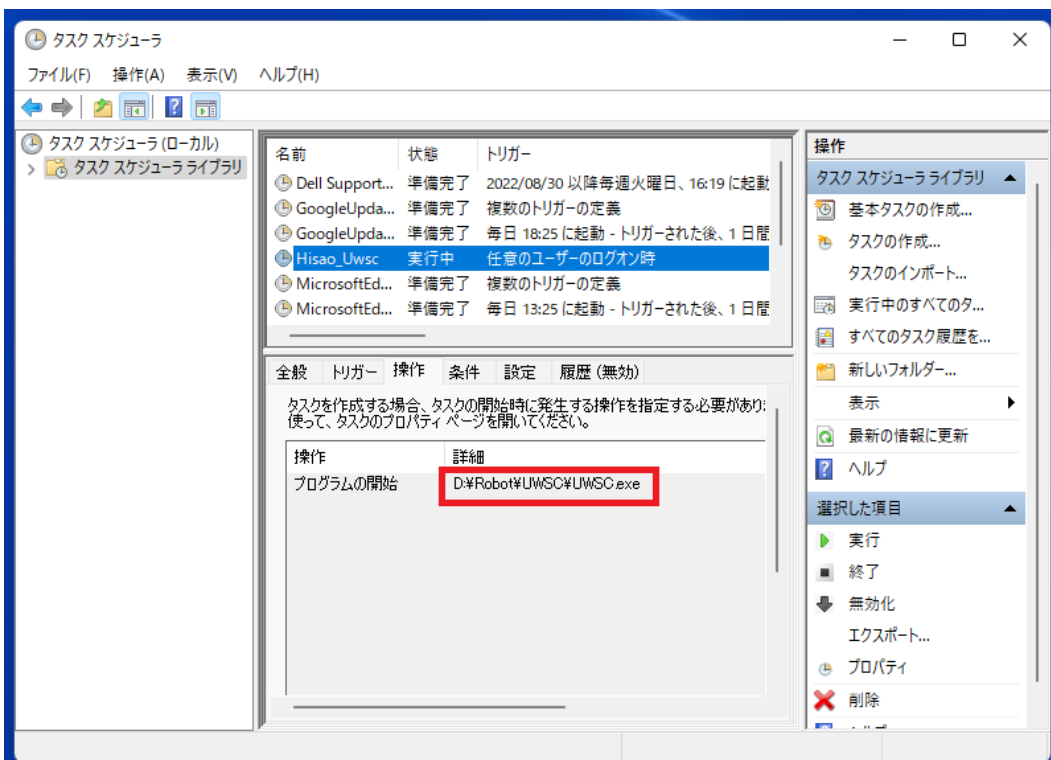 タスク スケジューラ
ファイル(F) 操作(A) 表示(V) ヘルプ(H)
タスク スケジューラ (ローカル)
タスク スケジューラ ライブラリ
名前 状態 トリガー
Dell Support... 準備完了 2022/08/30 以降毎週火曜日、16:19 に起動
GoogleUpda... 準備完了 複数のトリガーの定義
GoogleUpda... 準備完了 毎日 18:25 に起動 - トリガーされた後、1 日間
Hisao_Uwsc 実行中 任意のユーザーのログオン時
MicrosoftEd... 準備完了 複数のトリガーの定義
MicrosoftEd... 準備完了 毎日 13:25 に起動 - トリガーされた後、1 日間
全般 トリガー 操作 条件 設定 履歴 (無効)
タスクを作成する場合、タスクの開始時に発生する操作を指定する必要があり
使って、タスクのプロパティ ページを開いてください。
操作 詳細
プログラムの開始 D:¥Robot¥UWSC¥UWSC.exe
操作
タスク スケジューラ ライブラリ
基本タスクの作成...
タスクの作成...
タスクのインポート...
実行中のすべてのタ...
すべてのタスク履歴を...
新しいフォルダー...
表示
最新の情報に更新
ヘルプ
選択した項目
実行
終了
無効化
エクスポート...
プロパティ
削除